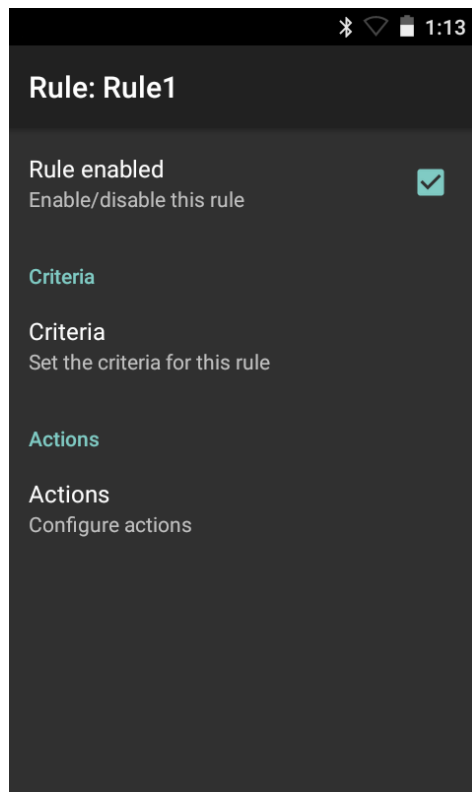 1:13
Rule: Rule1
Rule enabled
Enable/disable this rule
Criteria
Criteria
Set the criteria for this rule
Actions
Actions
Configure actions